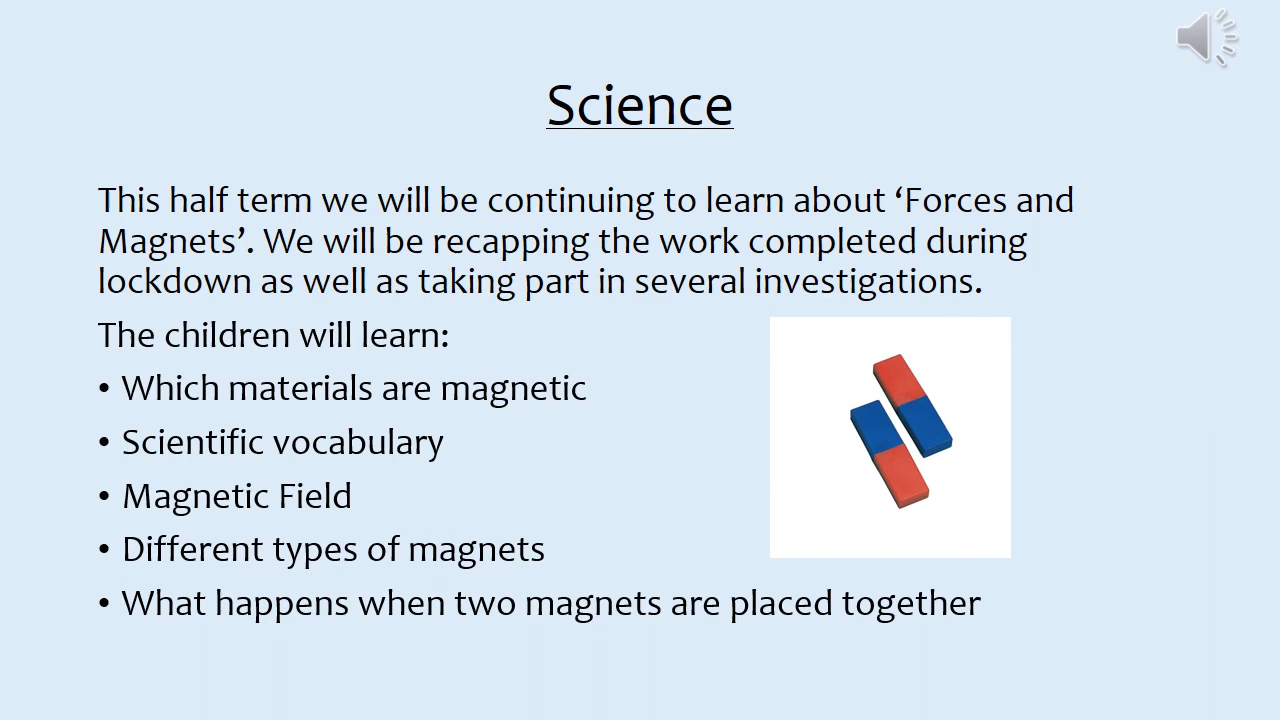 Science
This half term we will be continuing to learn about ‘Forces and
Magnets’. We will be recapping the work completed during
lockdown as well as taking part in several investigations.
The children will learn:
• Which materials are magnetic
• Scientific vocabulary
• Magnetic Field
• Different types of magnets
• What happens when two magnets are placed together